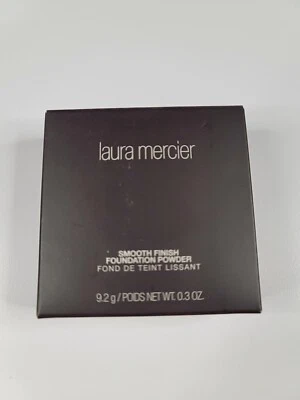 laura mercier
SMOOTH FINISH
FOUNDATION POWDER
FOND DE TEINT LISSANT
9.2 g / POIDS NET WT. 0.3 OZ.